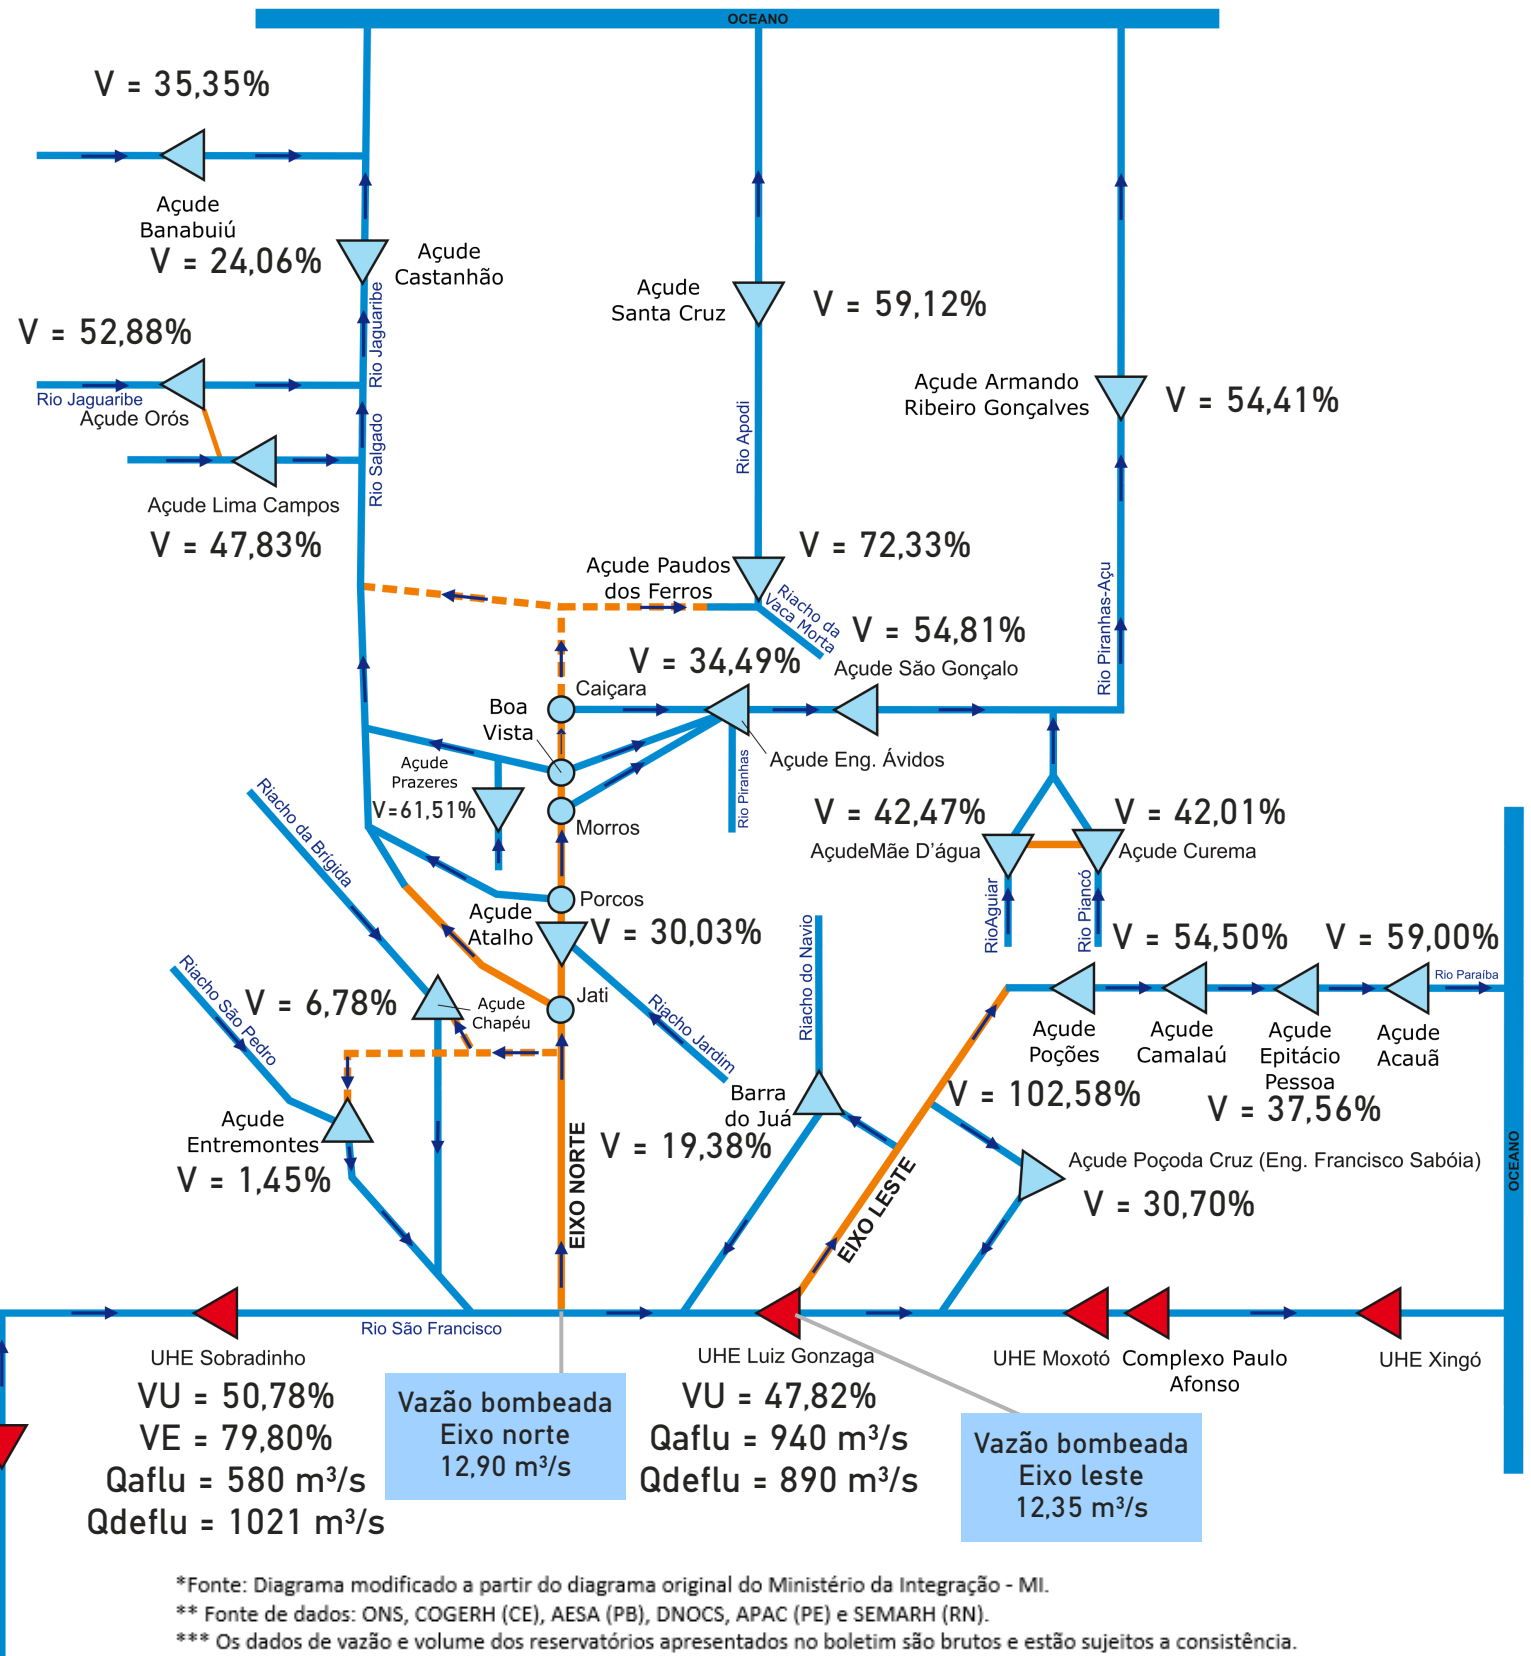 OCEANO
V = 35,35%
Açude
Banabuiú
V = 24,06%
Açude
Castanhão
Rio Jaguaribe
Açude
Santa Cruz
V = 59,12%
V = 52,88%
Rio Jaguaribe
Açude Orós
Rio Salgado
Rio Apodi
Açude Armando
Ribeiro Gonçalves
V = 54,41%
Açude Lima Campos
V = 47,83%
V = 72,33%
Açude Paudos
dos Ferros
Riacho da
Vaca Morta
Rio Piranhas-Açu
V = 54,81%
Açude São Gonçalo
V = 34,49%
Caiçara
Boa
Vista
Açude Eng. Ávidos
Rio Piranhas
Açude
Prazeres
V=61,51%
Morros
Riacho da Brígida
V = 42,47%
AçudeMãe D'água
V = 42,01%
Açude Curema
RioAguiar
Rio Piancó
Porcos
Açude
Atalho
V = 30,03%
Riacho do Navio
V = 54,50%
V = 59,00%
Rio Paraíba
Riacho São Pedro
V = 6,78%
Açude
Chapéu
Jati
Riacho Jardim
Açude
Poções
Açude
Camalaú
Açude
Epitácio
Pessoa
Açude
Acauã
V = 102,58%
V = 37,56%
Barra
do Juá
V = 19,38%
Açude
Entremontes
V = 1,45%
EIXO NORTE
EIXO LESTE
Açude Poçoda Cruz (Eng. Francisco Sabóia)
V = 30,70%
OCEANO
Rio São Francisco
UHE Sobradinho
VU = 50,78%
VE = 79,80%
Qaflu = 580 m³/s
Qdeflu = 1021 m³/s
Vazão bombeada
Eixo norte
12,90 m³/s
UHE Luiz Gonzaga
VU = 47,82%
Qaflu = 940 m³/s
Qdeflu = 890 m³/s
Vazão bombeada
Eixo leste
12,35 m³/s
UHE Moxotó
Complexo Paulo
Afonso
UHE Xingó
*Fonte: Diagrama modificado a partir do diagrama original do Ministério da Integração - MI.
** Fonte de dados: ONS, COGERH (CE), AESA (PB), DNOCS, APAC (PE) e SEMARH (RN).
*** Os dados de vazão e volume dos reservatórios apresentados no boletim são brutos e estão sujeitos a consistência.